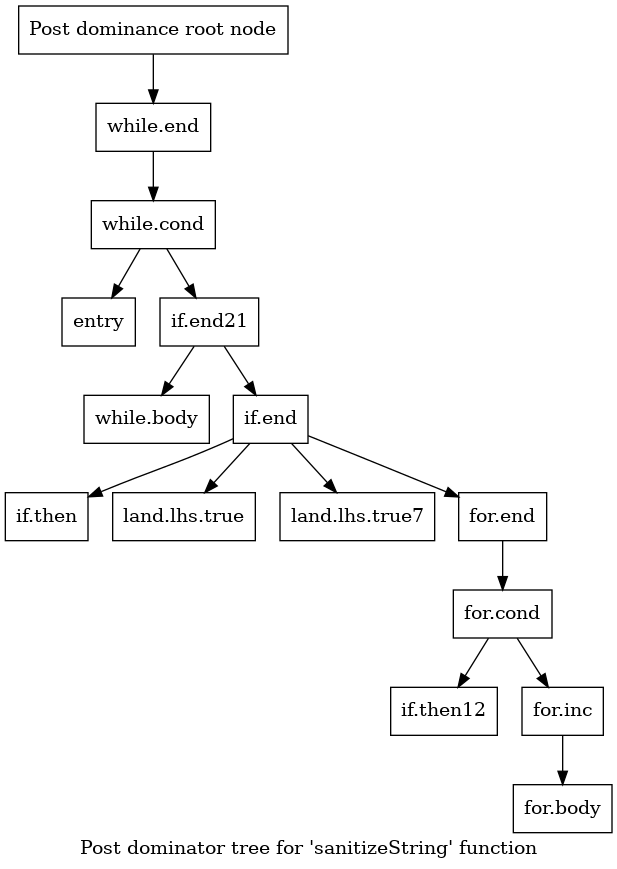 Post dominance root node
while.end
while.cond
entry
if.end21
while.body
if.end
if.then
land.lhs.true
land.lhs.true7
for.end
for.cond
if.then12
for.inc
for.body
Post dominator tree for 'sanitizeString' function